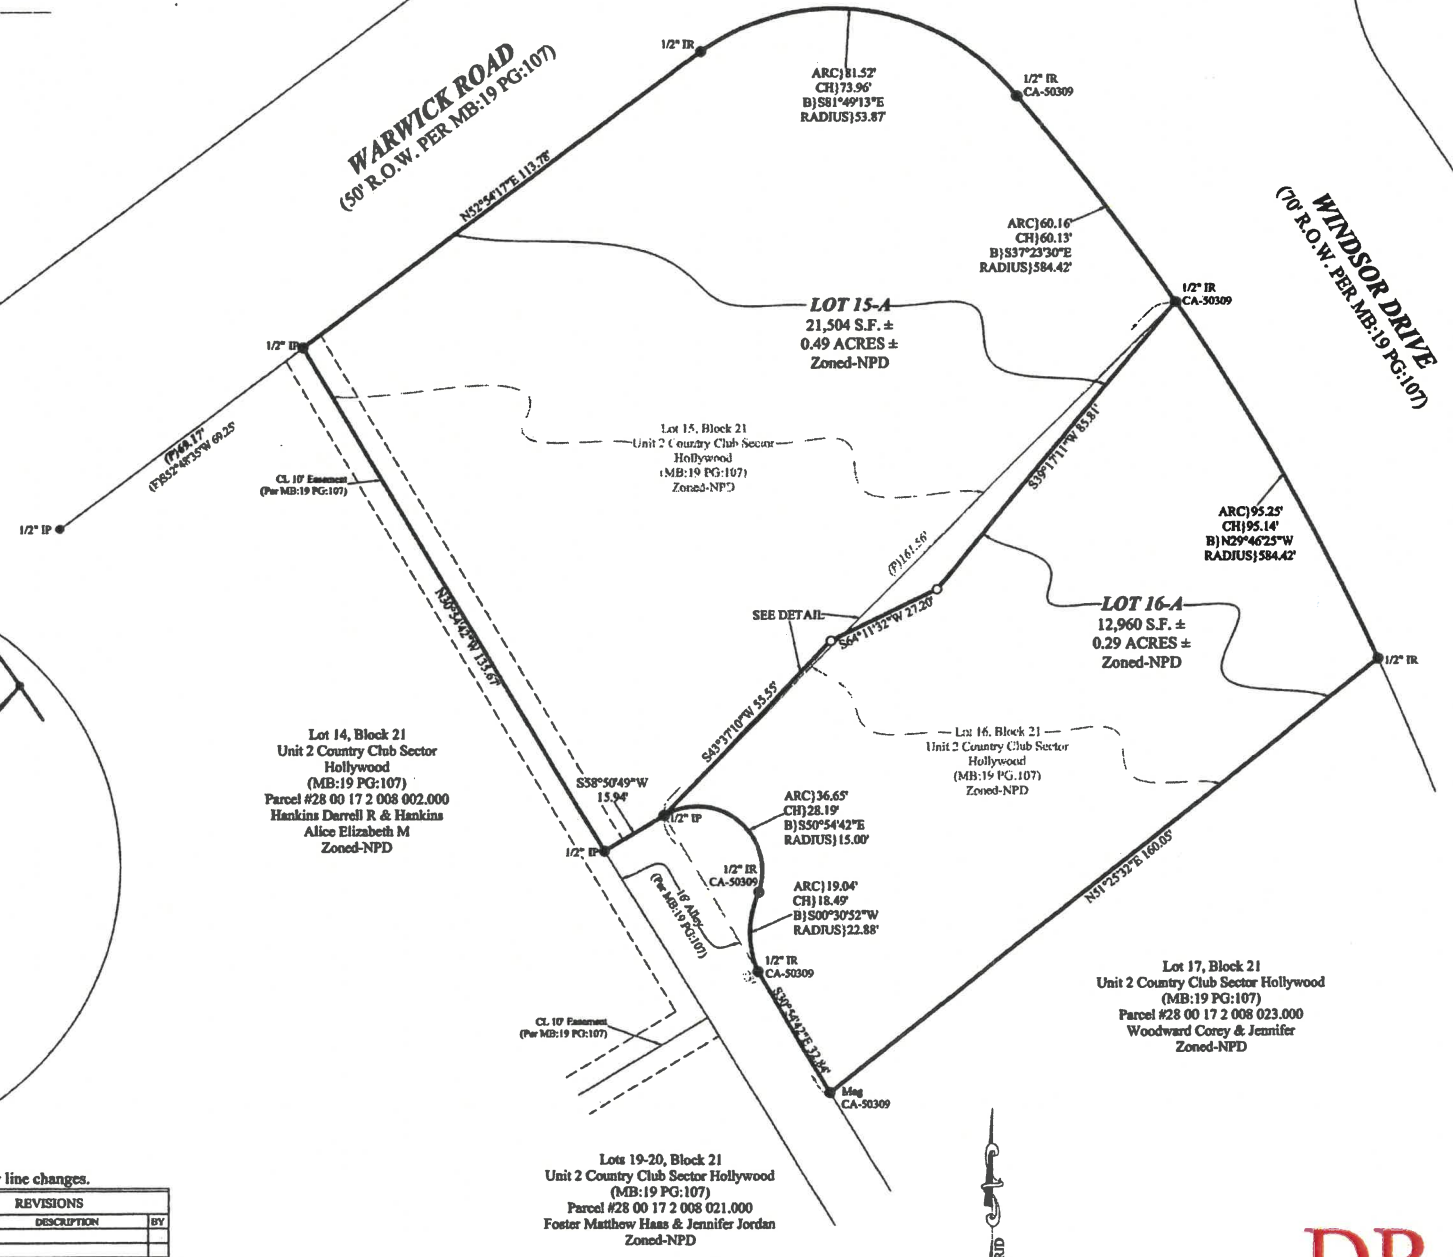 WARWICK ROAD
(50' R.O.W. PER MB:19 PG:107)
1/2" IR
ARC}81.52'
CH}73.96'
B}S81°49'13"E
RADIUS}53.87'
1/2" IR
CA-50309
N52°54'17"E 113.78'
ARC}60.16'
CH}60.13'
B}S37°23'30"E
RADIUS}584.42'
WINDSOR DRIVE
(70' R.O.W. PER MB:19 PG:107)
1/2" IR
CA-50309
LOT 15-A
21,504 S.F. ±
0.49 ACRES ±
Zoned-NPD
1/2" IP
(P)69.17'
(F)S52°48'35"W 69.25'
1/2" IP
CL 10' Easement
(Per MB:19 PG:107)
Lot 15, Block 21
Unit 2 Country Club Sector
Hollywood
(MB:19 PG:107)
Zoned-NPD
S39°17'11"W 85.81'
(P)161.56'
ARC}95.25'
CH}95.14'
B}N29°46'25"W
RADIUS}584.42'
SEE DETAIL
S64°11'32"W 27.20'
LOT 16-A
12,960 S.F. ±
0.29 ACRES ±
Zoned-NPD
1/2" IR
N30°54'42"W 135.67'
S43°37'10"W 55.55'
Lot 16, Block 21
Unit 2 Country Club Sector
Hollywood
(MB:19 PG:107)
Zoned-NPD
Lot 14, Block 21
Unit 2 Country Club Sector
Hollywood
(MB:19 PG:107)
Parcel #28 00 17 2 008 002.000
Hankins Darrell R & Hankins
Alice Elizabeth M
Zoned-NPD
S58°50'49"W
15.94'
1/2" IP
1/2" IP
ARC}36.65'
CH}28.19'
B}S50°54'42"E
RADIUS}15.00'
1/2" IR
CA-50309
ARC}19.04'
CH}18.49'
B}S00°30'52"W
RADIUS}22.88'
16' Alley
(Per MB:19 PG:107)
1/2" IR
CA-50309
N51°25'32"E 160.05'
S30°54'42"E 32.84'
Lot 17, Block 21
Unit 2 Country Club Sector Hollywood
(MB:19 PG:107)
Parcel #28 00 17 2 008 023.000
Woodward Corey & Jennifer
Zoned-NPD
CL 10' Easement
(Per MB:19 PG:107)
Mag
CA-50309
Lots 19-20, Block 21
Unit 2 Country Club Sector Hollywood
(MB:19 PG:107)
Parcel #28 00 17 2 008 021.000
Foster Matthew Haas & Jennifer Jordan
Zoned-NPD
line changes.
REVISIONS
DESCRIPTION BY